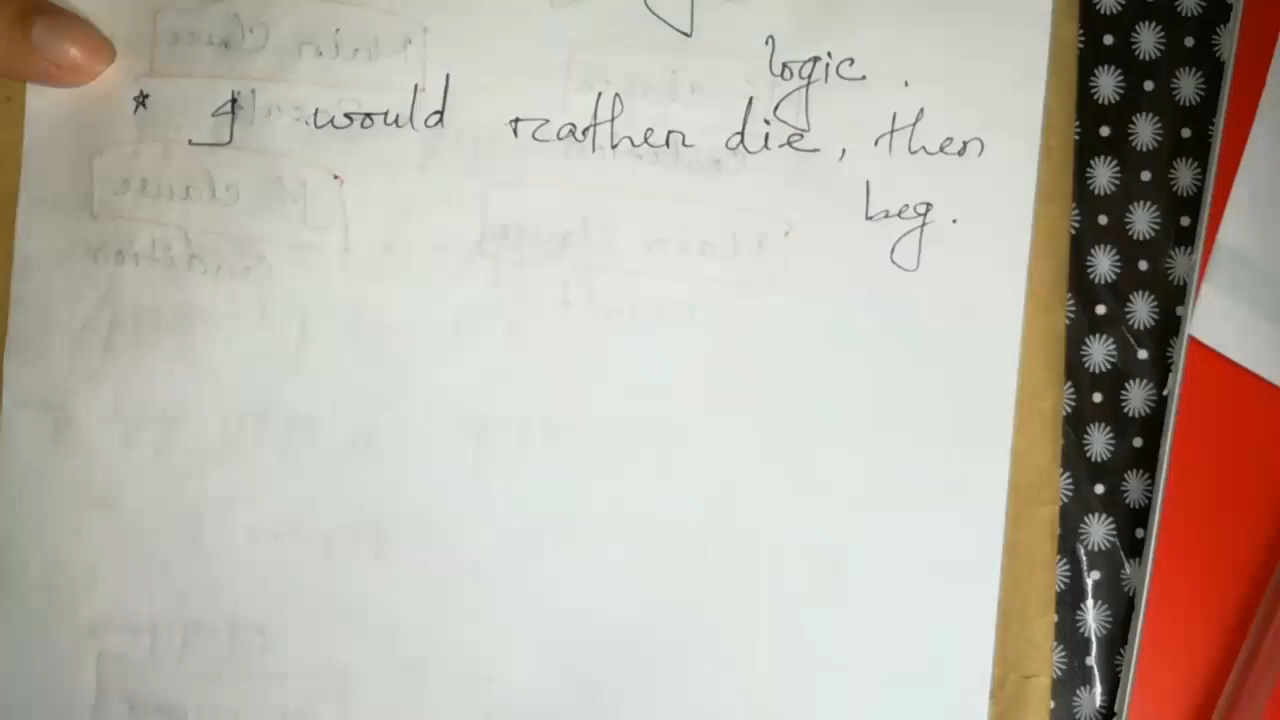 logic.
* I would rather die, then
beg.